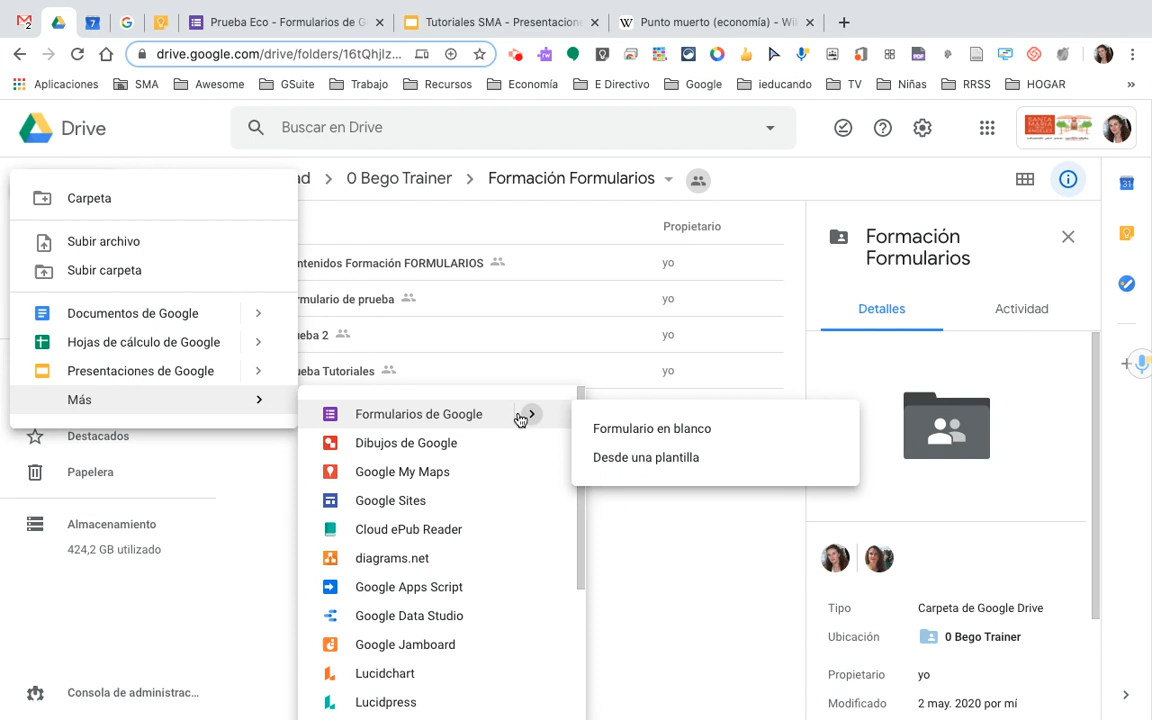 Prueba Eco - Formularios de G
Tutoriales SMA - Presentacione
Punto muerto (economía) - Wi
drive.google.com/drive/folders/16tQhjIz...
Aplicaciones
SMA
Awesome
GSuite
Trabajo
Recursos
Economía
E Directivo
Google
ieducando
TV
Niñas
RRSS
HOGAR
»
Drive
Buscar en Drive
ad
0 Bego Trainer
Formación Formularios
Carpeta
Subir archivo
Subir carpeta
Documentos de Google
Hojas de cálculo de Google
Presentaciones de Google
Más
Destacados
Papelera
Almacenamiento
424,2 GB utilizado
Consola de administrac...
Propietario
ntenidos Formación FORMULARIOS
yo
rmulario de prueba
yo
ueba 2
yo
ueba Tutoriales
yo
Formularios de Google
Dibujos de Google
Google My Maps
Google Sites
Cloud ePub Reader
diagrams.net
Google Apps Script
Google Data Studio
Google Jamboard
Lucidchart
Lucidpress
Formulario en blanco
Desde una plantilla
Formación
Formularios
Detalles
Actividad
Tipo
Carpeta de Google Drive
Ubicación
0 Bego Trainer
Propietario
yo
Modificado
2 may. 2020 por mí